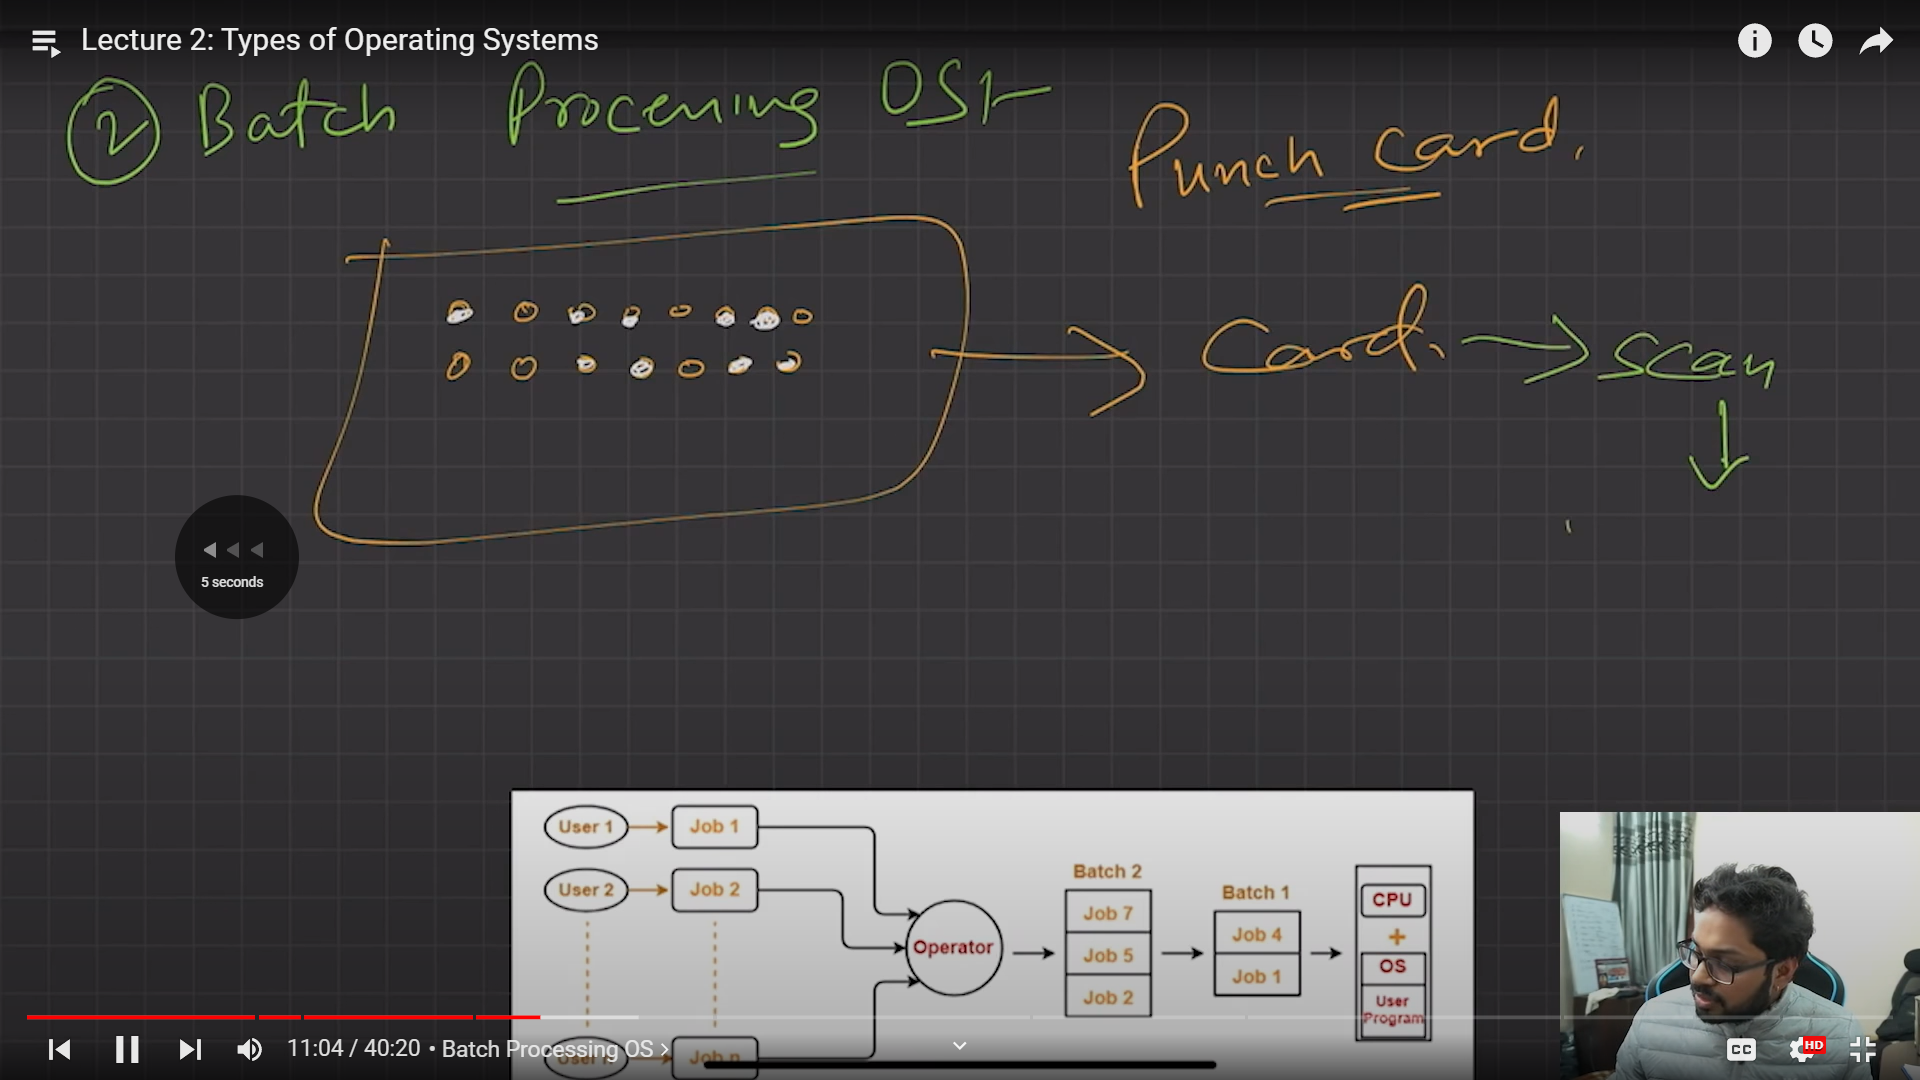 Lecture 2: Types of Operating Systems
② Batch Processing OS :-
Punch Card.
Card. → Scan
5 seconds
User 1
Job 1
User 2
Job 2
Operator
Batch 2
Job 7
Job 5
Job 2
Batch 1
Job 4
Job 1
CPU
+
OS
User
Program
Job n
11:04 / 40:20 • Batch Processing OS
CC
HD